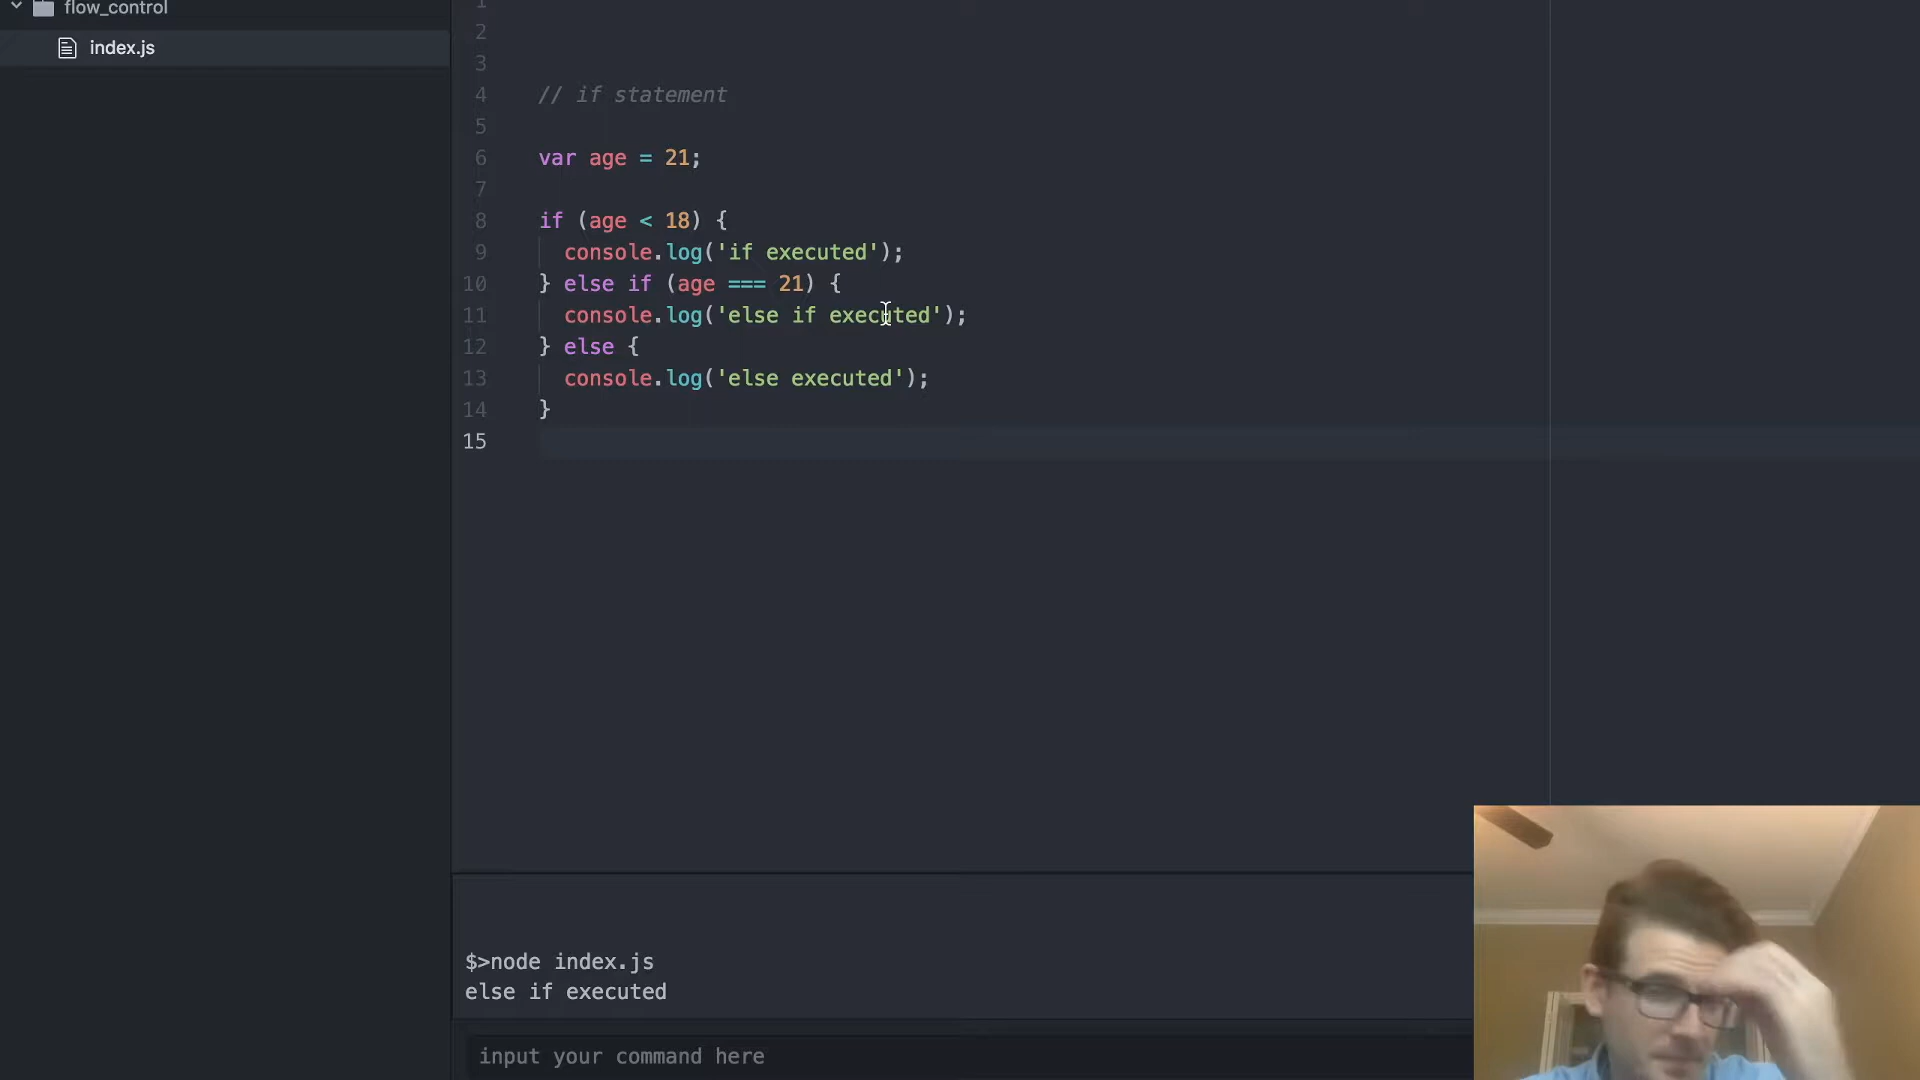 flow_control
index.js
1
2
3
4 // if statement
5
6 var age = 21;
7
8 if (age < 18) {
9 console.log('if executed');
10 } else if (age === 21) {
11 console.log('else if executed');
12 } else {
13 console.log('else executed');
14 }
15
$>node index.js
else if executed
input your command here